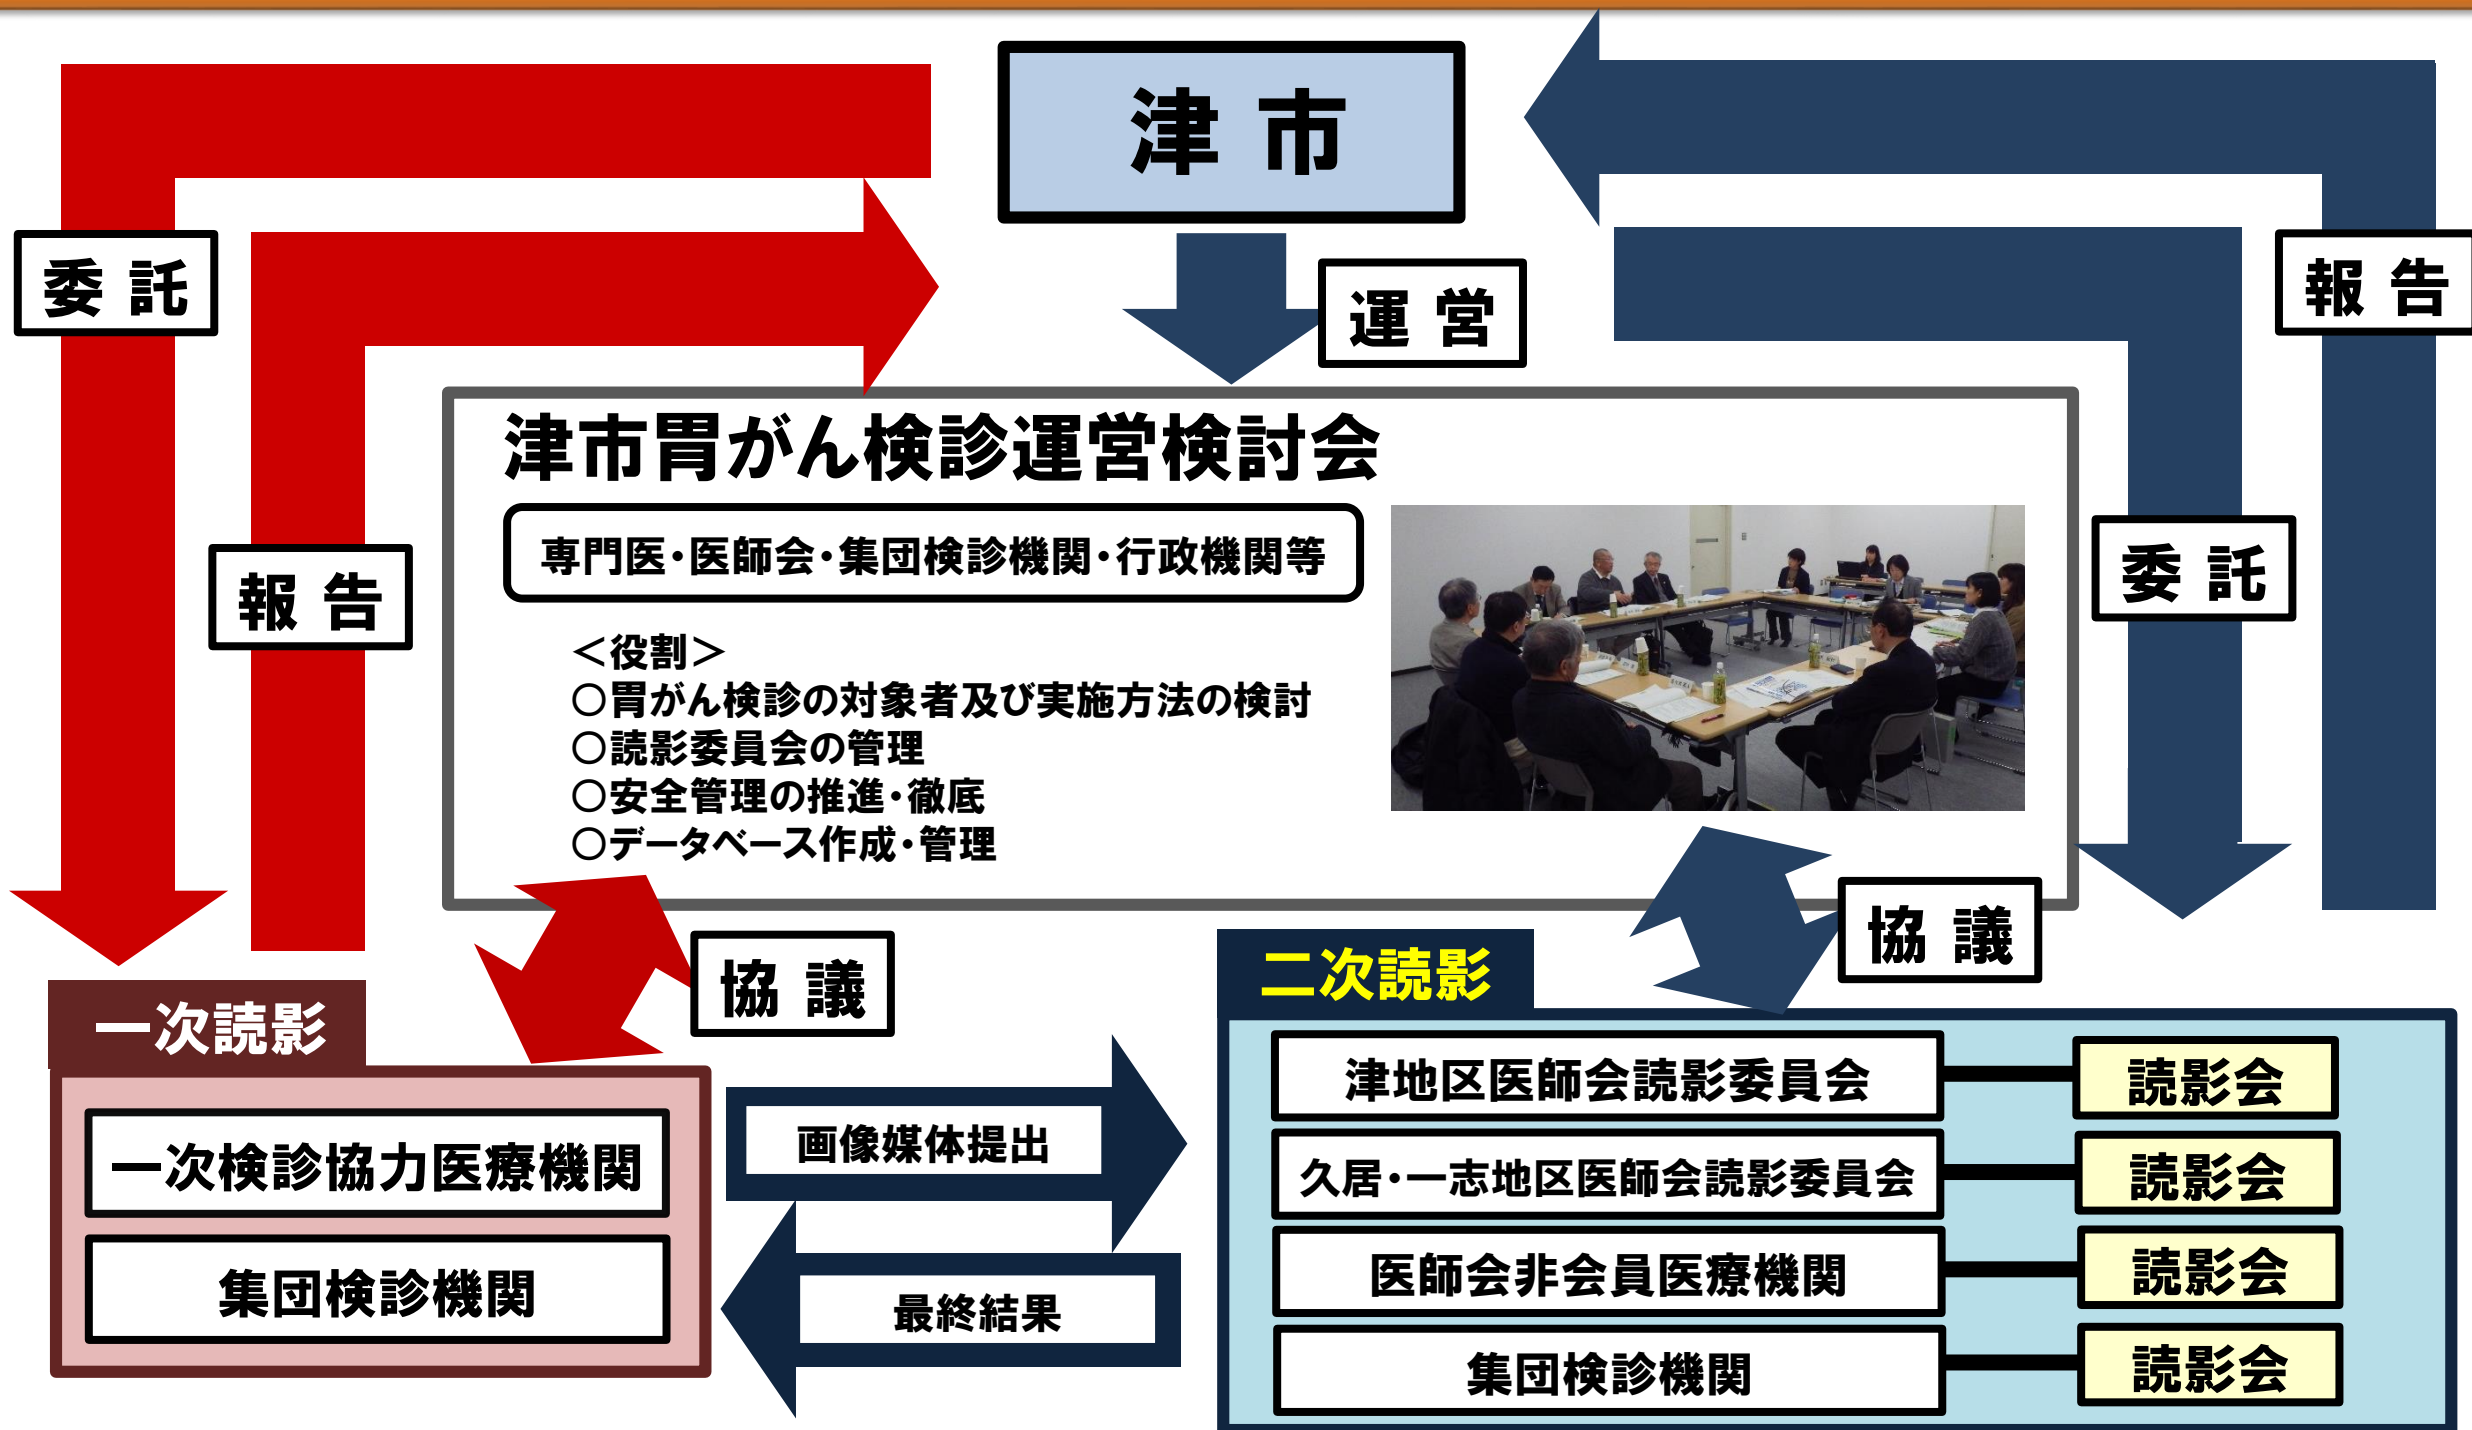 津 市
委 託
報 告
運 営
報 告
委 託
津市胃がん検診運営検討会
専門医・医師会・集団検診機関・行政機関等
＜役割＞
○胃がん検診の対象者及び実施方法の検討
○読影委員会の管理
○安全管理の推進・徹底
○データベース作成・管理
協 議
協 議
一次読影
一次検診協力医療機関
集団検診機関
画像媒体提出
最終結果
二次読影
津地区医師会読影委員会
読影会
久居・一志地区医師会読影委員会
読影会
医師会非会員医療機関
読影会
集団検診機関
読影会